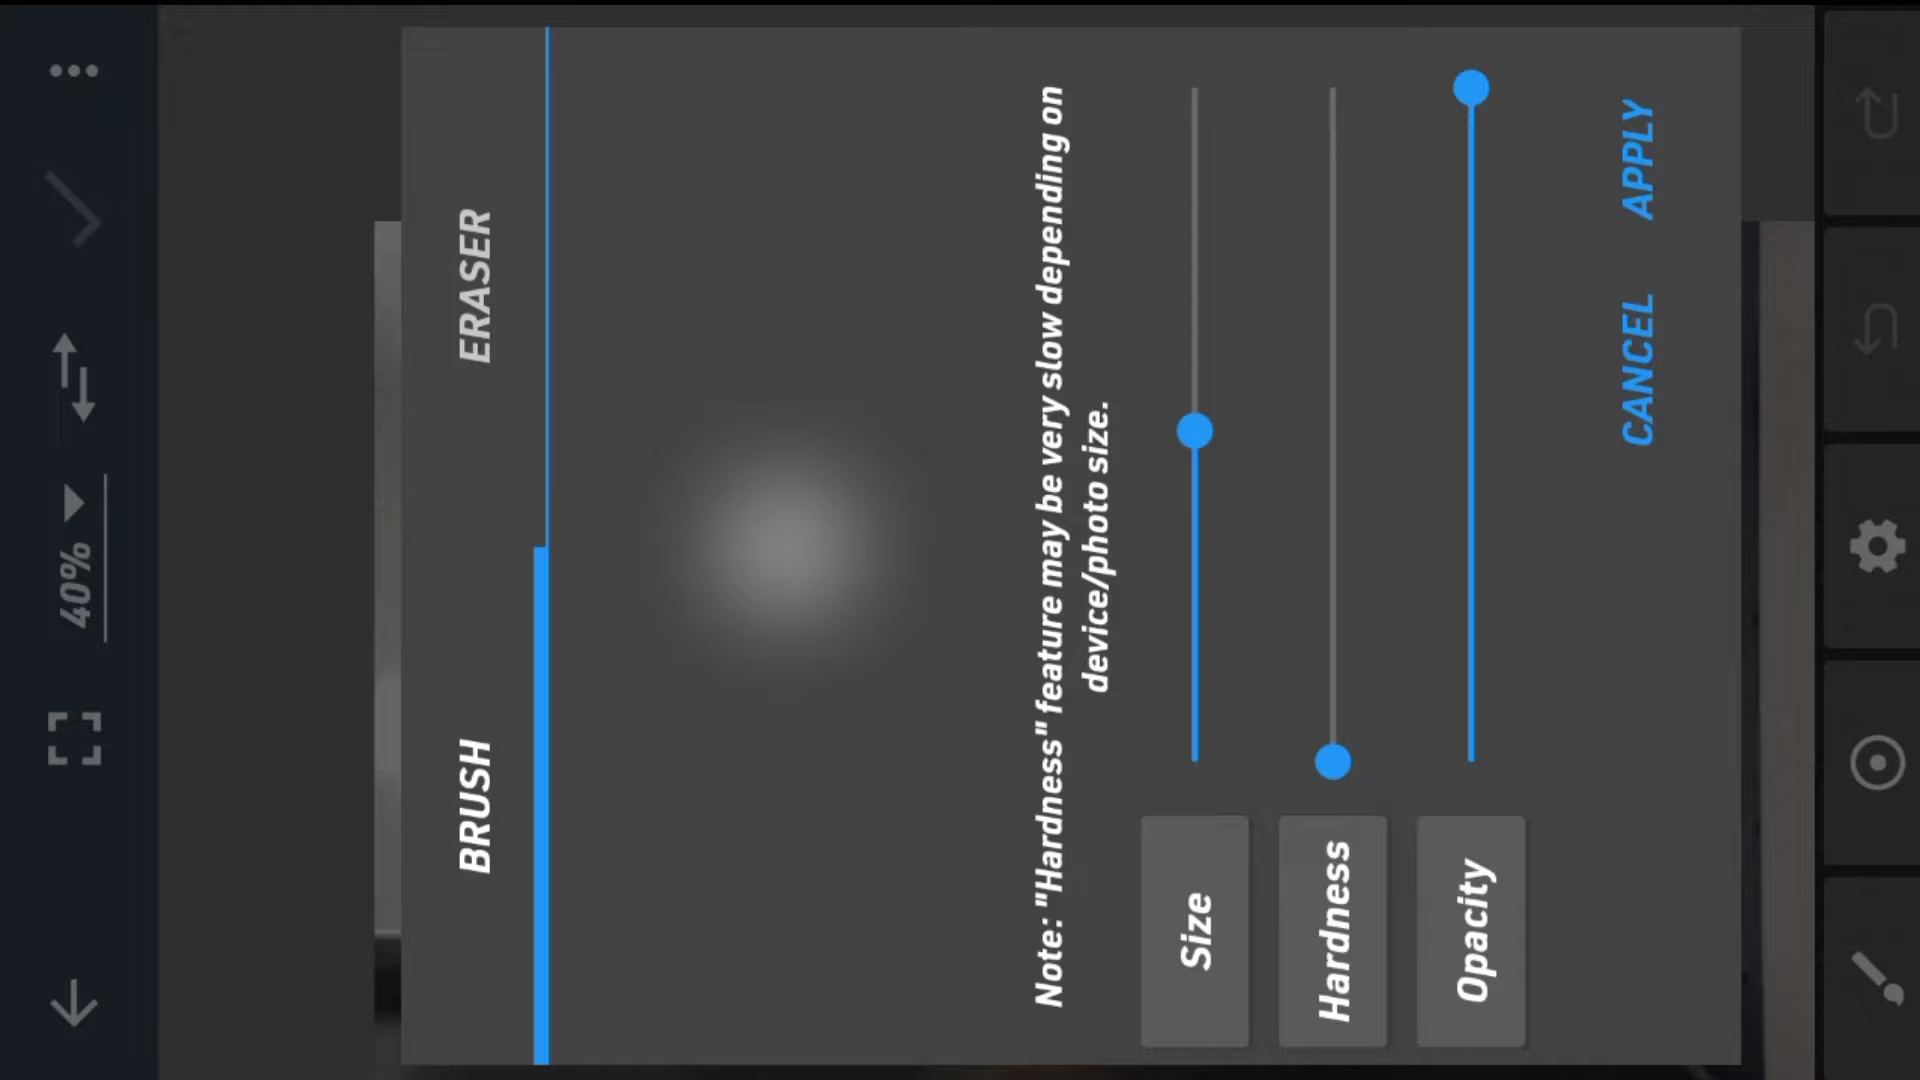 40%
BRUSH
ERASER
Note: "Hardness" feature may be very slow depending on
device/photo size.
Size
Hardness
Opacity
CANCEL
APPLY